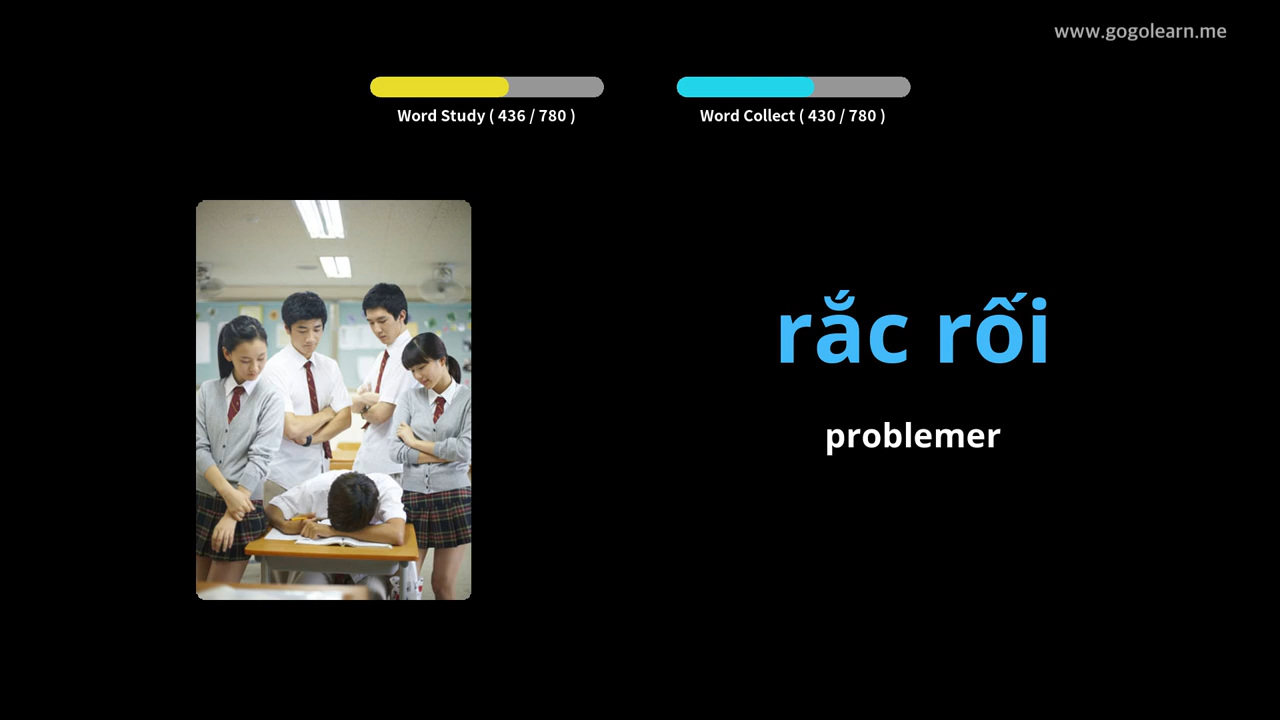 www.gogolearn.me
Word Study ( 436 / 780 )
Word Collect ( 430 / 780 )
rắc rối
problemer